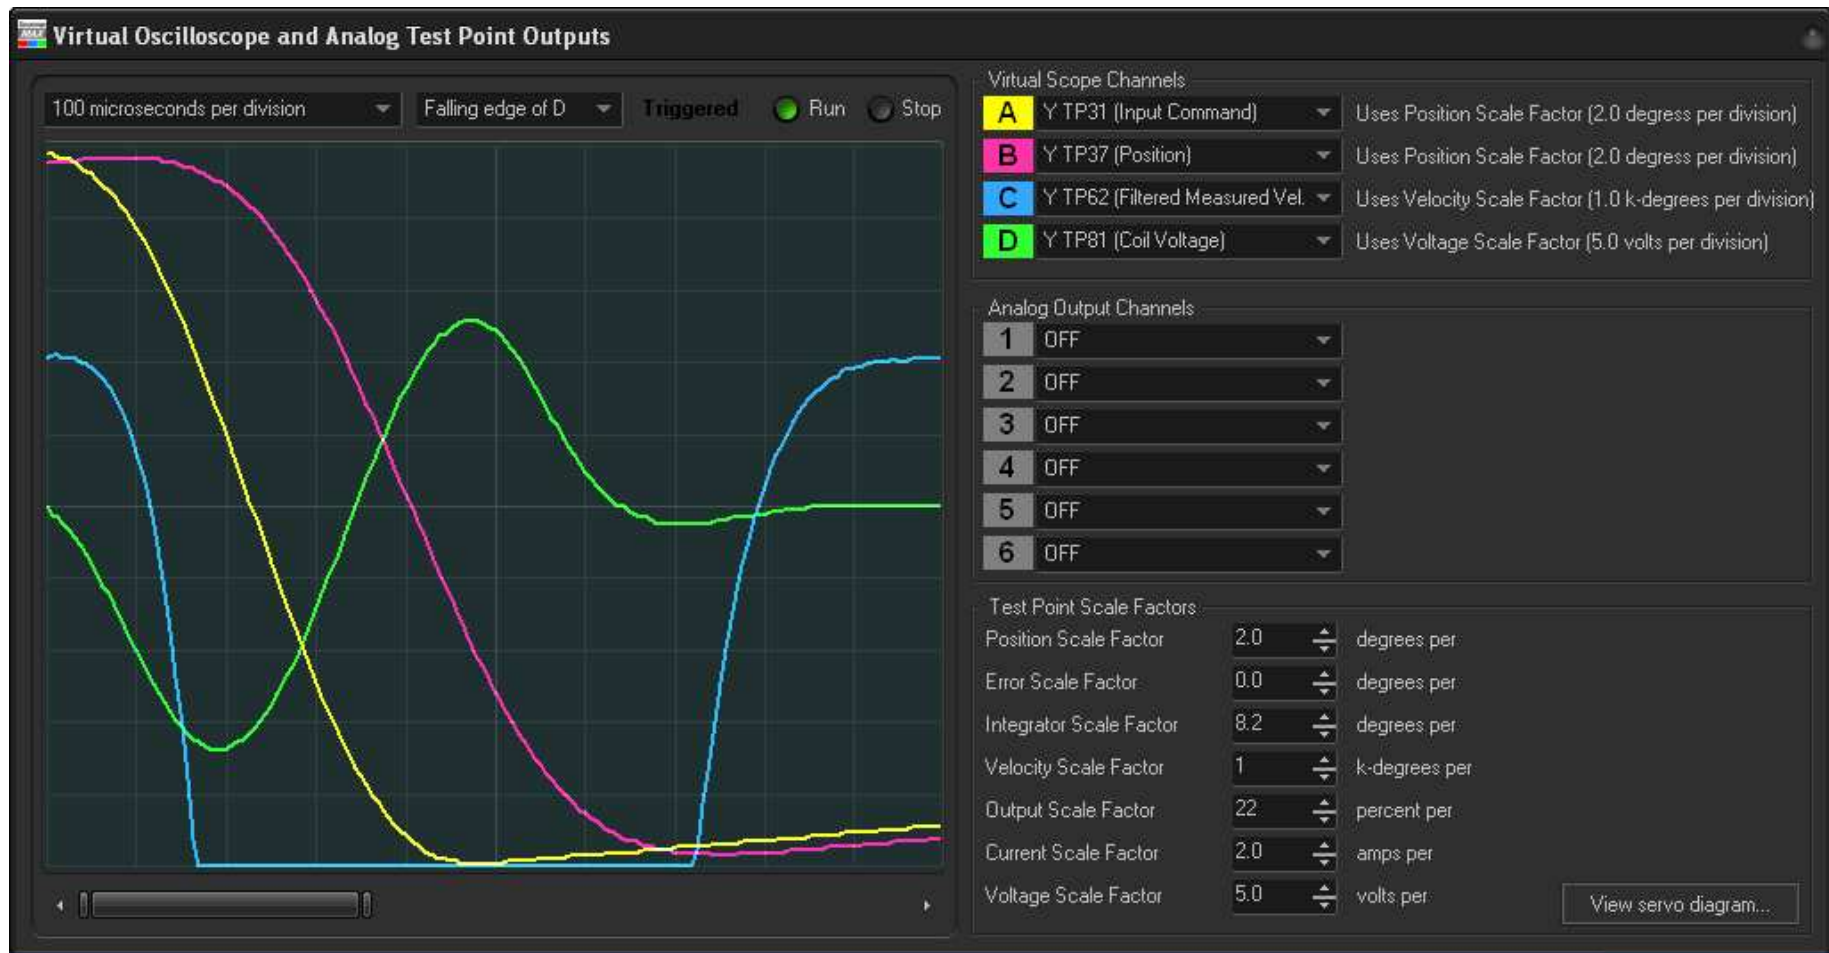 Virtual Oscilloscope and Analog Test Point Outputs
100 microseconds per division
Falling edge of D
Triggered
Run
Stop
Virtual Scope Channels
A Y TP31 (Input Command) Uses Position Scale Factor (2.0 degress per division)
B Y TP37 (Position) Uses Position Scale Factor (2.0 degress per division)
C Y TP62 (Filtered Measured Vel. Uses Velocity Scale Factor (1.0 k-degrees per division)
D Y TP81 (Coil Voltage) Uses Voltage Scale Factor (5.0 volts per division)
Analog Output Channels
1 OFF
2 OFF
3 OFF
4 OFF
5 OFF
6 OFF
Test Point Scale Factors
Position Scale Factor 2.0 degrees per
Error Scale Factor 0.0 degrees per
Integrator Scale Factor 8.2 degrees per
Velocity Scale Factor 1 k-degrees per
Output Scale Factor 22 percent per
Current Scale Factor 2.0 amps per
Voltage Scale Factor 5.0 volts per
View servo diagram...